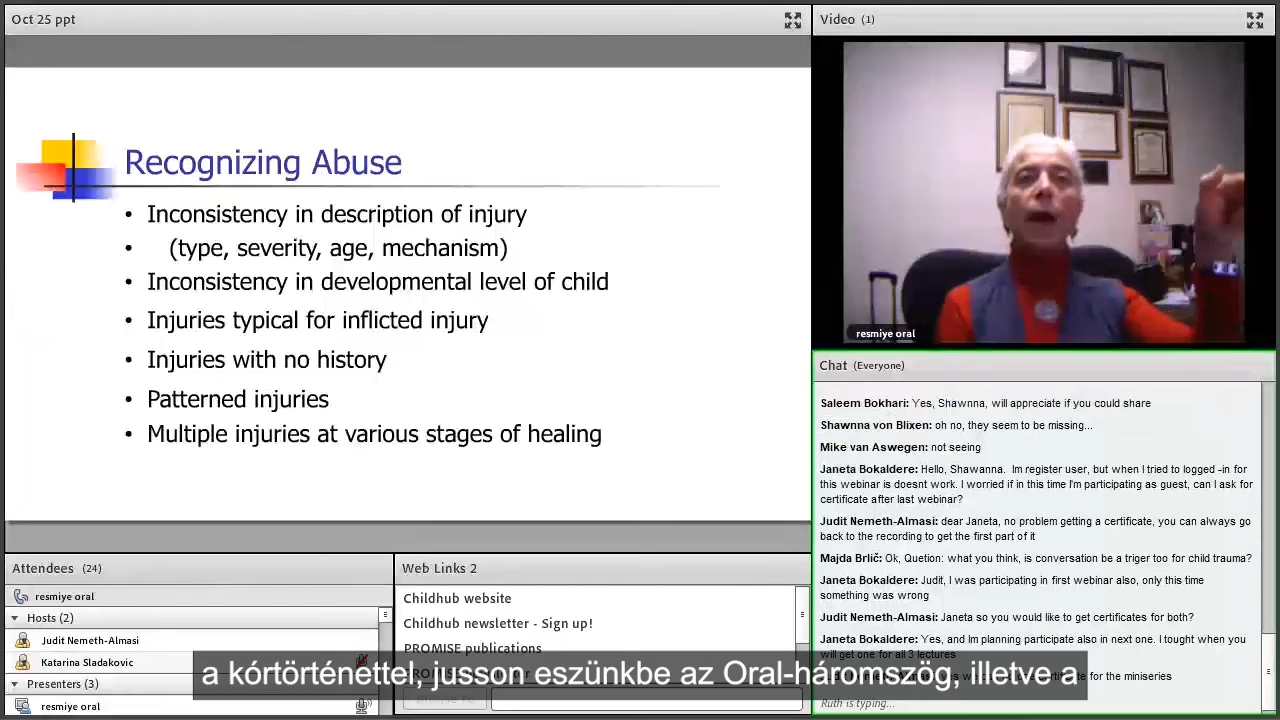 Oct 25 ppt
Recognizing Abuse
• Inconsistency in description of injury
• (type, severity, age, mechanism)
• Inconsistency in developmental level of child
• Injuries typical for inflicted injury
• Injuries with no history
• Patterned injuries
• Multiple injuries at various stages of healing
Video (1)
resmiye oral
Chat (Everyone)
Saleem Bokhari: Yes, Shawnna, will appreciate if you could share
Shawnna von Blixen: oh no, they seem to be missing...
Mike van Aswegen: not seeing
Janeta Bokaldere: Hello, Shawanna. Im register user, but when I tried to logged -in for
this webinar is doesnt work. I worried if in this time I'm participating as guest, can I ask for
certificate after last webinar?
Judit Nemeth-Almasi: dear Janeta, no problem getting a certificate, you can always go
back to the recording to get the first part of it
Majda Brlič: Ok, Quetion: what you think, is conversation be a triger too for child trauma?
Janeta Bokaldere: Judit, I was participating in first webinar also, only this time
something was wrong
Judit Nemeth-Almasi: Janeta so you would like to get certificates for both?
Janeta Bokaldere: Yes, and Im planning participate also in next one. I tought when you
will get one for all 3 lectures
the miniseries
Ruth is typing...
Attendees (24)
resmiye oral
Hosts (2)
Judit Nemeth-Almasi
Katarina Sladakovic
Presenters (3)
resmiye oral
Web Links 2
Childhub website
Childhub newsletter - Sign up!
PROMISE publications
a kórtörténettel, jusson eszünkbe az Oral-háromszög, illetve a